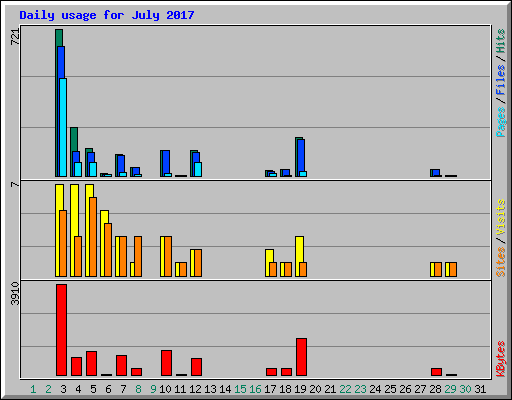 Daily usage for July 2017
721
Pages / Files / Hits
7
Sites / Visits
3910
KBytes
1 2 3 4 5 6 7 8 9 10 11 12 13 14 15 16 17 18 19 20 21 22 23 24 25 26 27 28 29 30 31